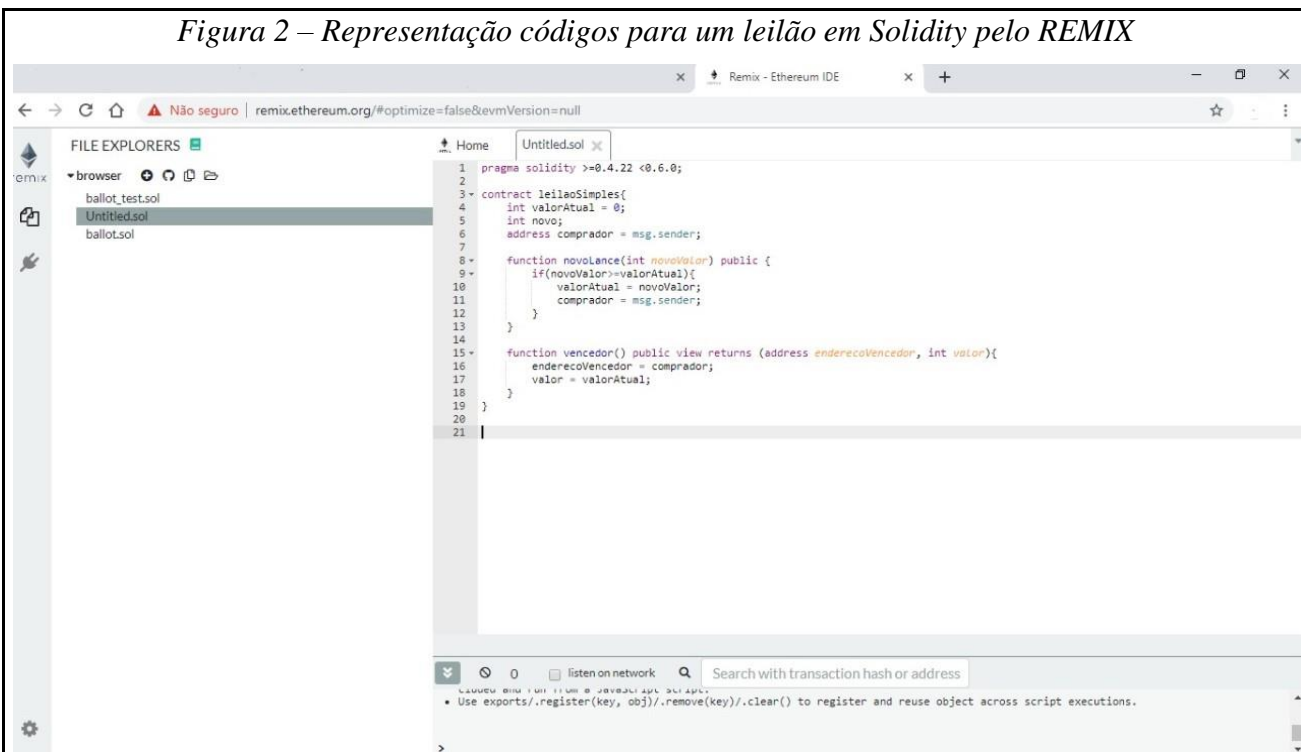 Figura 2 – Representação códigos para um leilão em Solidity pelo REMIX
Remix - Ethereum IDE
Não seguro | remix.ethereum.org/#optimize=false&evmVersion=null
FILE EXPLORERS
browser
ballot_test.sol
Untitled.sol
ballot.sol
remix
Home
Untitled.sol
1 pragma solidity >=0.4.22 <0.6.0;
2
3 contract leilaoSimples{
4 int valorAtual = 0;
5 int novo;
6 address comprador = msg.sender;
7
8 function novoLance(int novoValor) public {
9 if(novoValor>=valorAtual){
10 valorAtual = novoValor;
11 comprador = msg.sender;
12 }
13 }
14
15 function vencedor() public view returns (address enderecoVencedor, int valor){
16 enderecoVencedor = comprador;
17 valor = valorAtual;
18 }
19 }
20
21
0 listen on network Search with transaction hash or address
and run from a JavaScript script.
• Use exports/.register(key, obj)/.remove(key)/.clear() to register and reuse object across script executions.
>